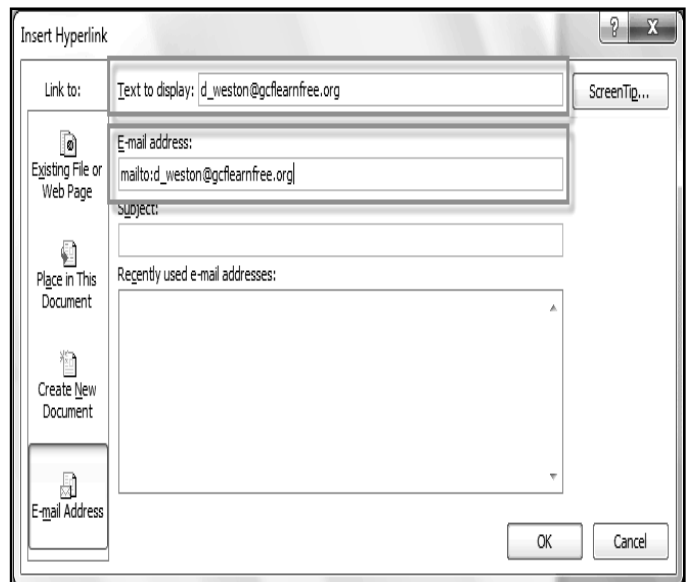 Insert Hyperlink
? X
Link to:
Text to display: d_weston@gcflearnfree.org
ScreenTip...
Existing File or
Web Page
E-mail address:
mailto:d_weston@gcflearnfree.org
Subject:
Place in This
Document
Recently used e-mail addresses:
Create New
Document
E-mail Address
OK
Cancel